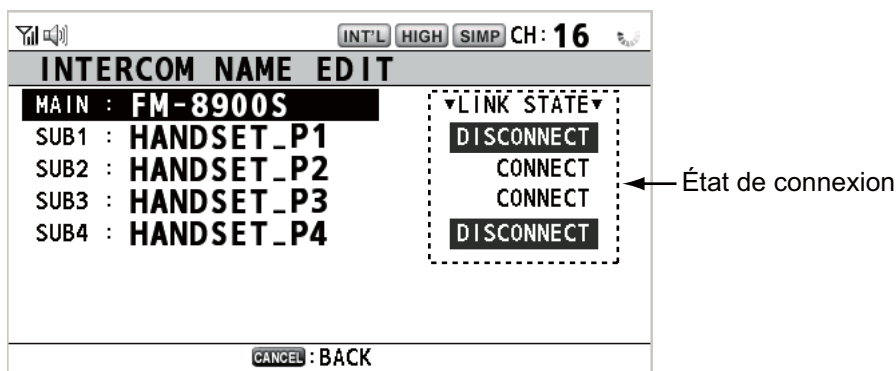 INT'L HIGH SIMP CH: 16
INTERCOM NAME EDIT
MAIN : FM-8900S ▼LINK STATE▼
SUB1 : HANDSET_P1 DISCONNECT
SUB2 : HANDSET_P2 CONNECT
SUB3 : HANDSET_P3 CONNECT
SUB4 : HANDSET_P4 DISCONNECT
État de connexion
CANCEL : BACK